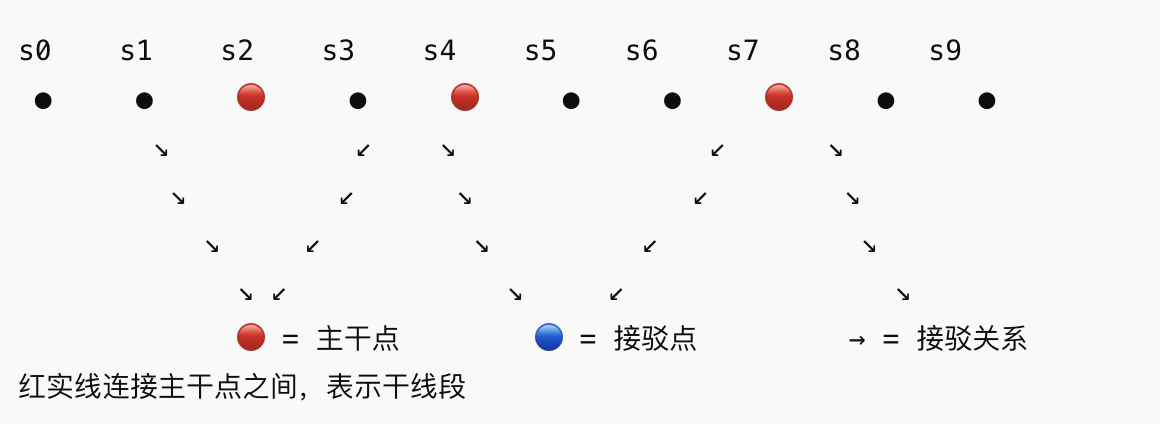 s0 s1 s2 s3 s4 s5 s6 s7 s8 s9
= 主干点 = 接驳点 → = 接驳关系
红实线连接主干点之间，表示干线段